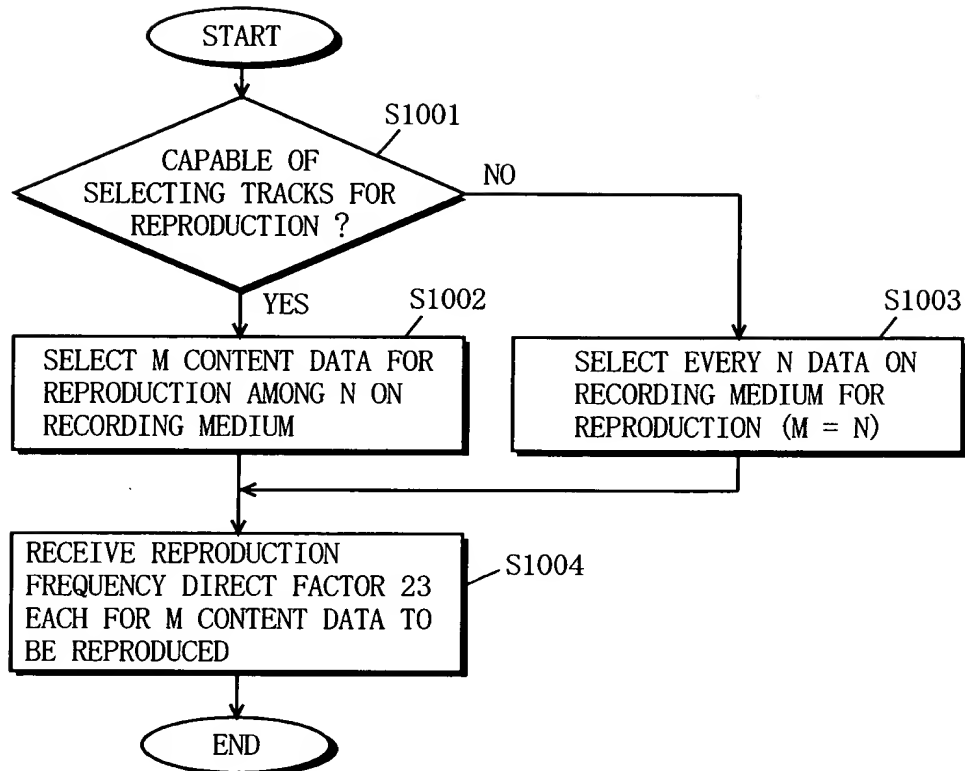 START
S1001
CAPABLE OF
SELECTING TRACKS FOR
REPRODUCTION ?
NO
YES
S1002
SELECT M CONTENT DATA FOR
REPRODUCTION AMONG N ON
RECORDING MEDIUM
S1003
SELECT EVERY N DATA ON
RECORDING MEDIUM FOR
REPRODUCTION (M = N)
RECEIVE REPRODUCTION
FREQUENCY DIRECT FACTOR 23
EACH FOR M CONTENT DATA TO
BE REPRODUCED
S1004
END